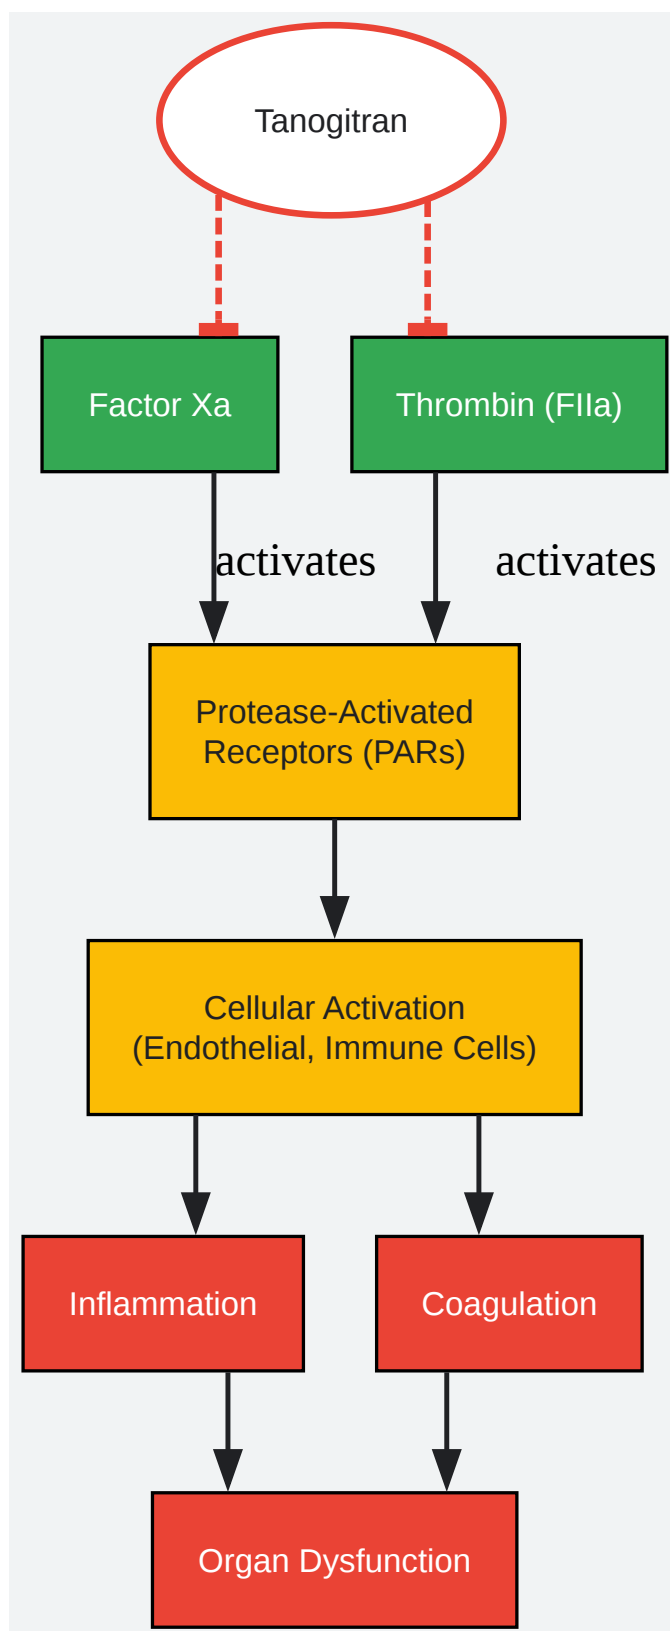 Tanogitran
Factor Xa
Thrombin (FIIa)
activates
activates
Protease-Activated
Receptors (PARs)
Cellular Activation
(Endothelial, Immune Cells)
Inflammation
Coagulation
Organ Dysfunction